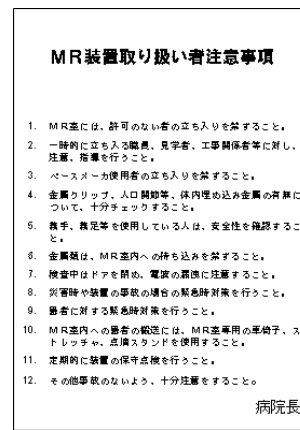 MR装置取り扱い者注意事項
1. MR室には、許可のない者の立ち入りを禁ずること。
2. 一時的に立ち入る職員、見学者、工事関係者等に対し、
注意、指導を行うこと。
3. ペースメーカ使用者の立ち入りを禁ずること。
4. 金属クリップ、人口関節等、体内埋め込み金属の有無に
ついて、十分チェックすること。
5. 義手、義足等を使用している人は、安全性を確認するこ
と。
6. 金属類は、MR室内への持ち込みを禁ずること。
7. 検査中はドアを閉め、電波の漏洩に注意すること。
8. 災害時や装置の事故の場合の緊急時対策を行うこと。
9. 患者に対する緊急時対策を行うこと。
10. MR室内への患者の搬送には、MR室専用の車椅子、ス
トレッチャ、点滴スタンドを使用すること。
11. 定期的に装置の保守点検を行うこと。
12. その他事故のないよう、十分注意をすること。
病院長